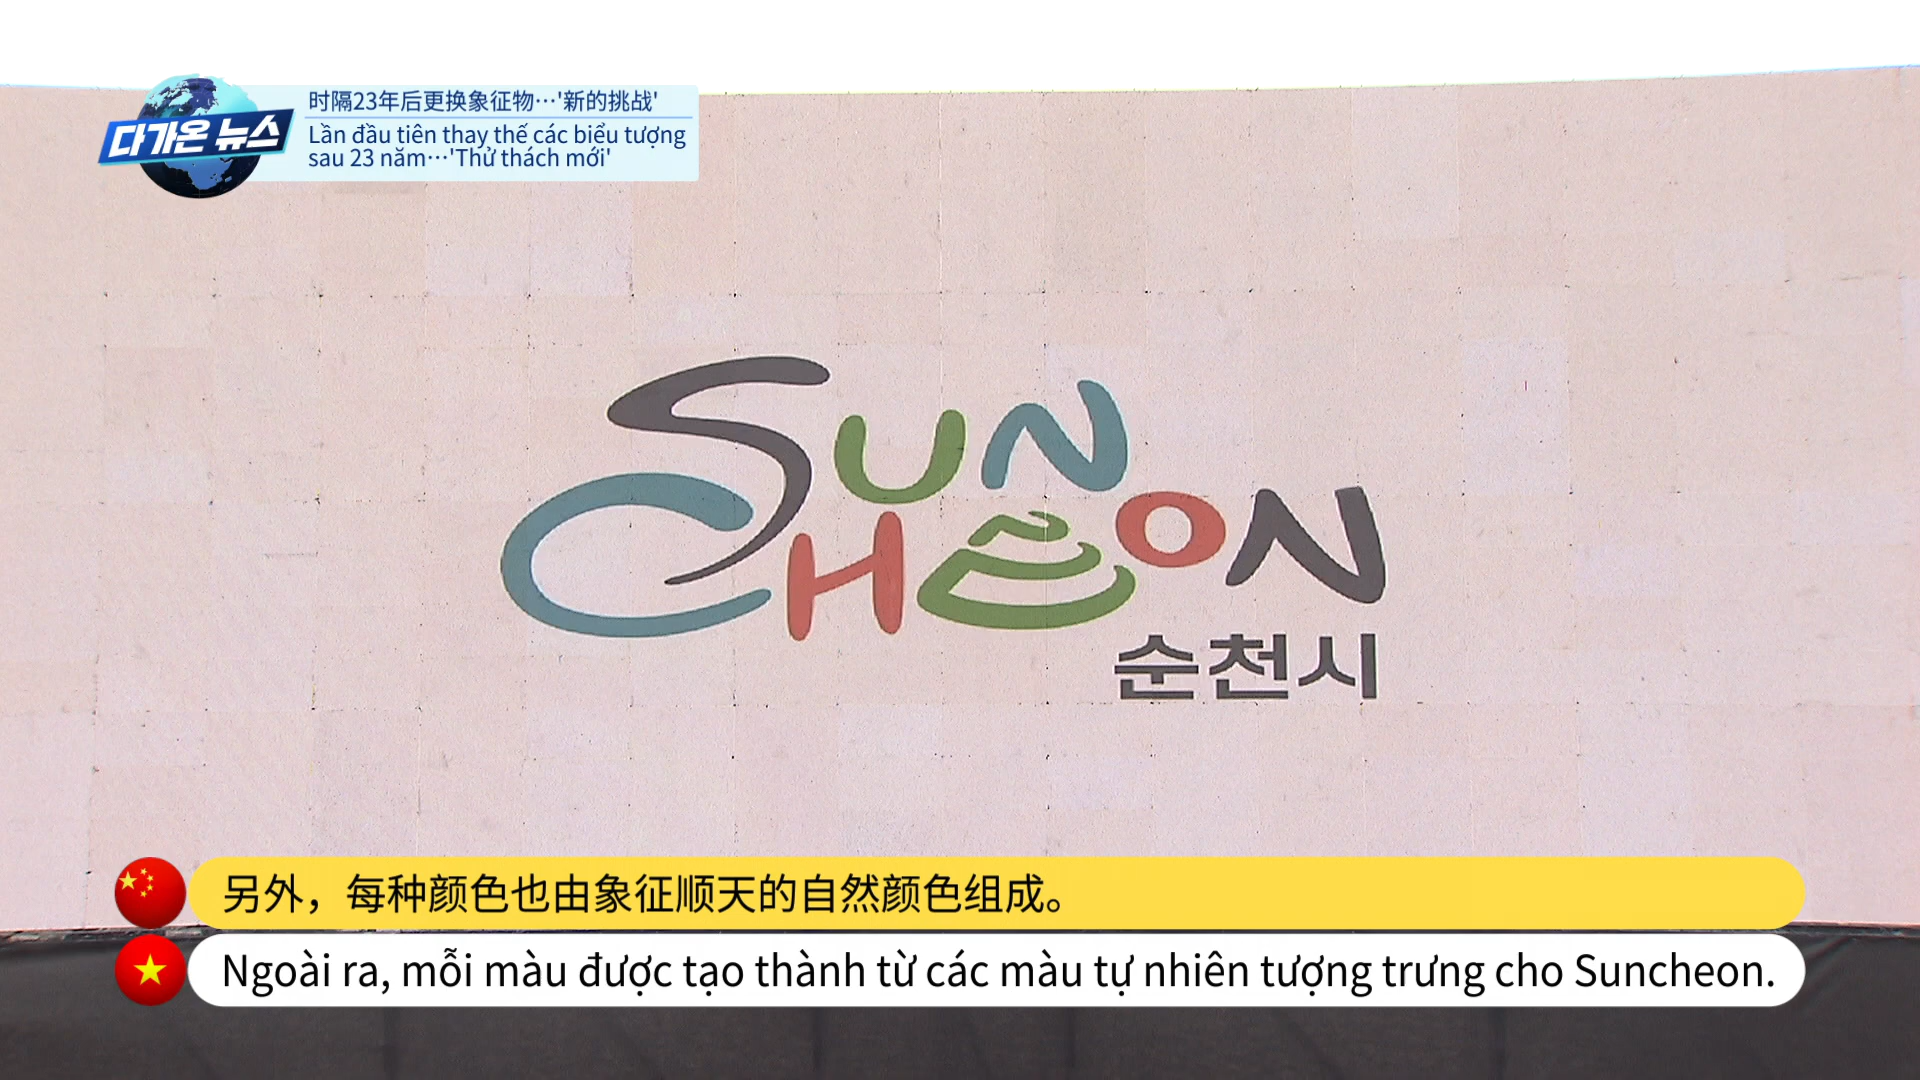 다가온 뉴스
时隔23年后更换象征物…'新的挑战'
Lần đầu tiên thay thế các biểu tượng
sau 23 năm…'Thử thách mới'
SUN
CHEON
순천시
另外，每种颜色也由象征顺天的自然颜色组成。
Ngoài ra, mỗi màu được tạo thành từ các màu tự nhiên tượng trưng cho Suncheon.